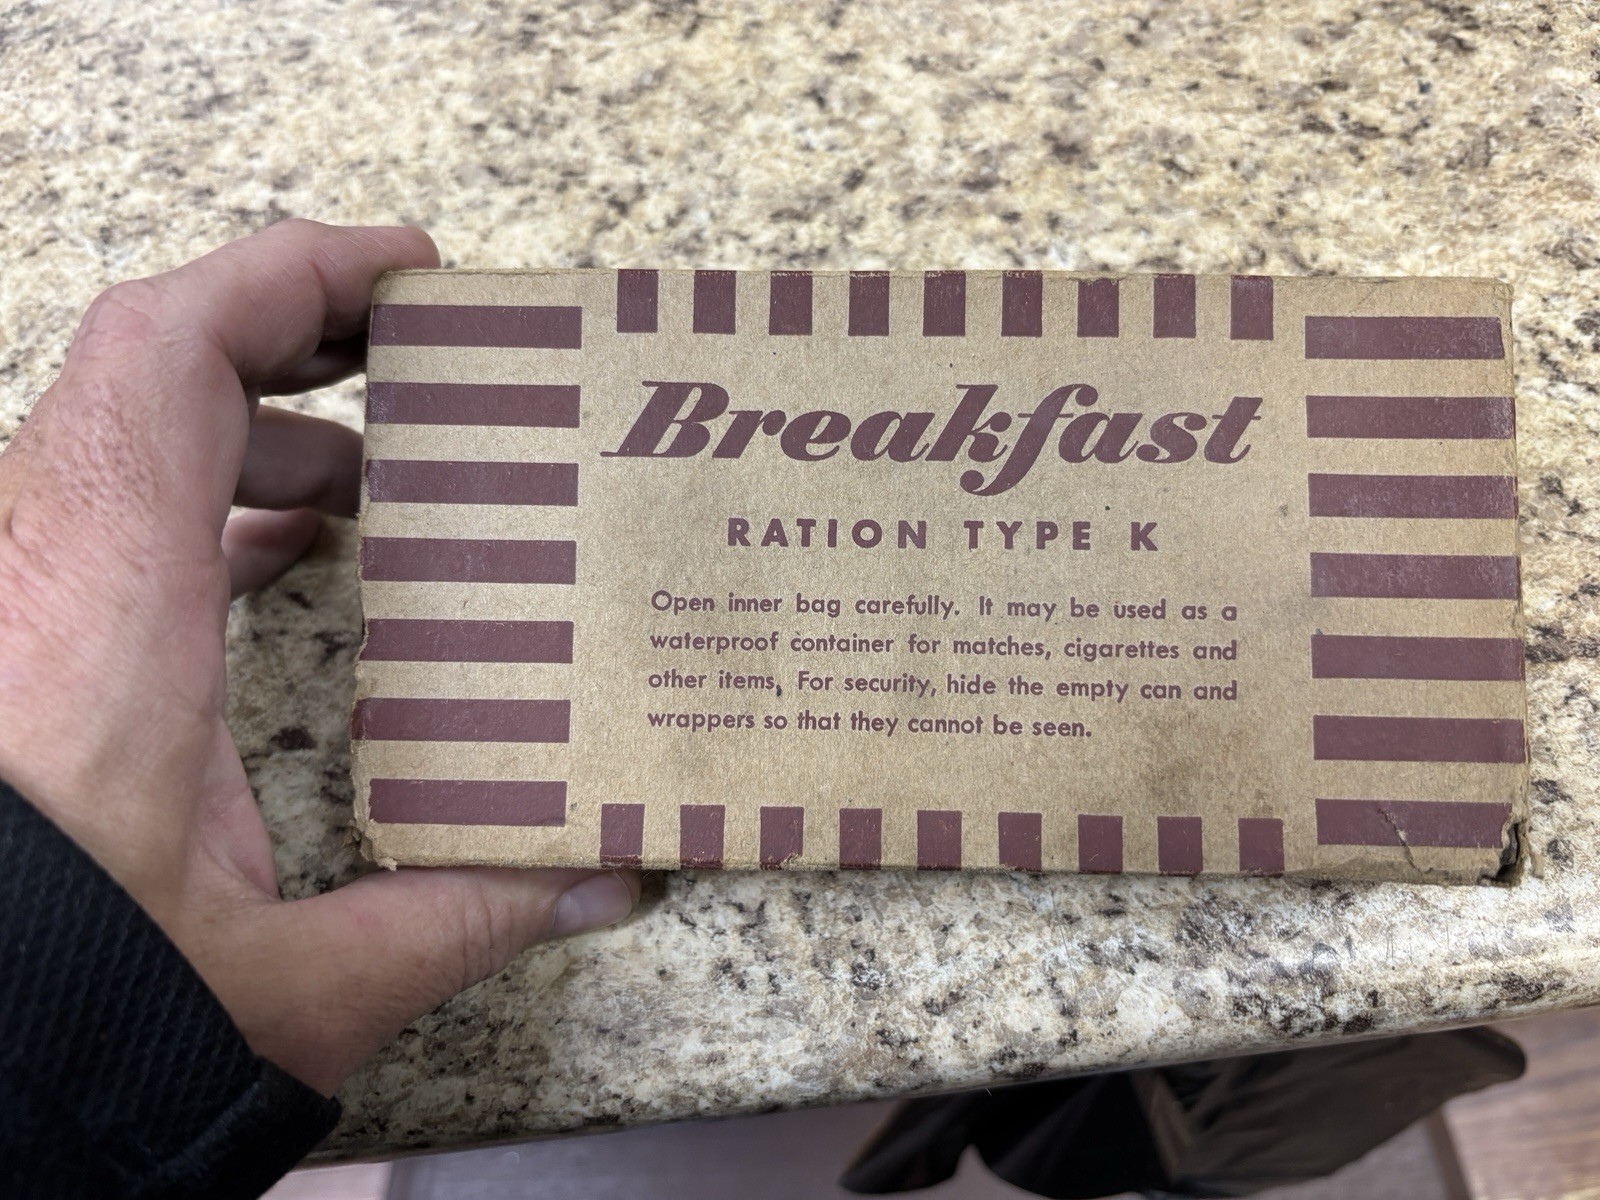 Breakfast
RATION TYPE K
Open inner bag carefully. It may be used as a
waterproof container for matches, cigarettes and
other items, For security, hide the empty can and
wrappers so that they cannot be seen.